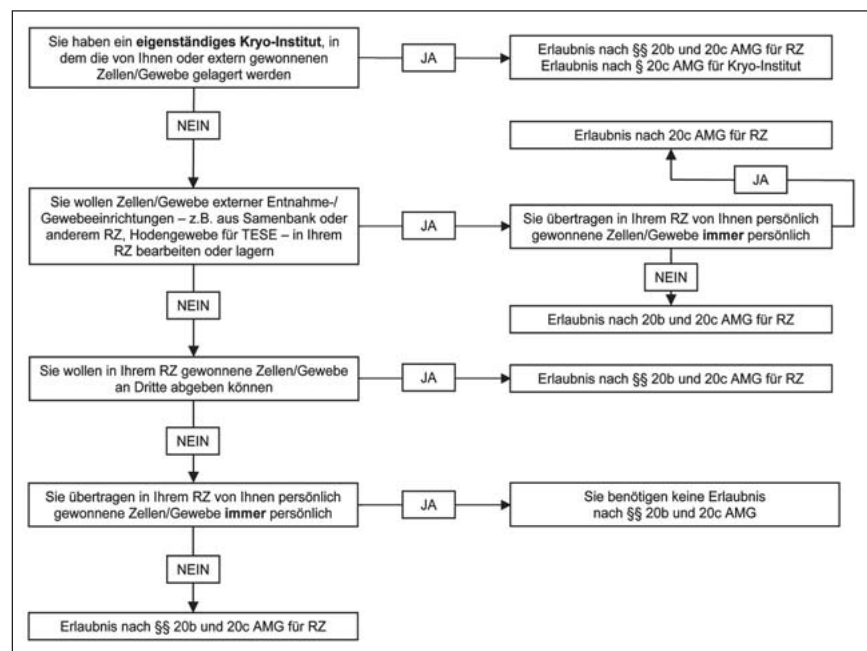 Sie haben ein eigenständiges Kryo-Institut, in
dem die von Ihnen oder extern gewonnenen
Zellen/Gewebe gelagert werden
JA
Erlaubnis nach §§ 20b und 20c AMG für RZ
Erlaubnis nach § 20c AMG für Kryo-Institut
NEIN
Erlaubnis nach 20c AMG für RZ
JA
Sie wollen Zellen/Gewebe externer Entnahme-/
Gewebeeinrichtungen – z.B. aus Samenbank oder
anderem RZ, Hodengewebe für TESE – in Ihrem
RZ bearbeiten oder lagern
JA
Sie übertragen in Ihrem RZ von Ihnen persönlich
gewonnene Zellen/Gewebe immer persönlich
NEIN
Erlaubnis nach 20b und 20c AMG für RZ
NEIN
Sie wollen in Ihrem RZ gewonnene Zellen/Gewebe
an Dritte abgeben können
JA
Erlaubnis nach §§ 20b und 20c AMG für RZ
NEIN
Sie übertragen in Ihrem RZ von Ihnen persönlich
gewonnene Zellen/Gewebe immer persönlich
JA
Sie benötigen keine Erlaubnis
nach §§ 20b und 20c AMG
NEIN
Erlaubnis nach §§ 20b und 20c AMG für RZ